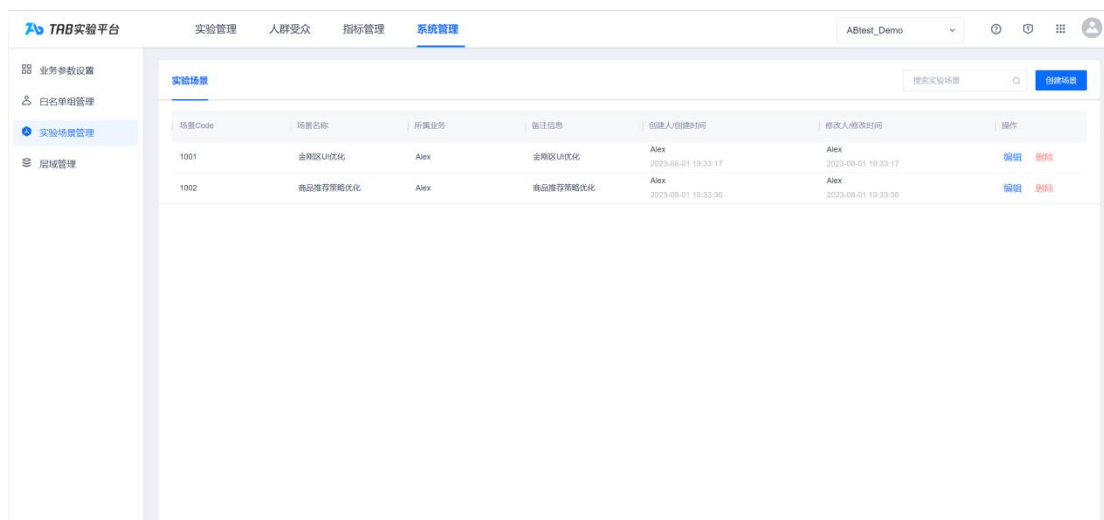 TAB实验平台
实验管理 人群受众 指标管理 系统管理 ABtest_Demo
业务参数设置
白名单组管理
实验场景管理
层域管理
实验场景 搜索实验场景 创建场景
场景Code 场景名称 所属业务 备注信息 创建人/创建时间 修改人/修改时间 操作
1001 金刚区UI优化 Alex 金刚区UI优化 Alex Alex 编辑 删除
2023-08-01 19:33:17 2023-08-01 19:33:17
1002 商品推荐策略优化 Alex 商品推荐策略优化 Alex Alex 编辑 删除
2023-08-01 19:33:36 2023-08-01 19:33:36